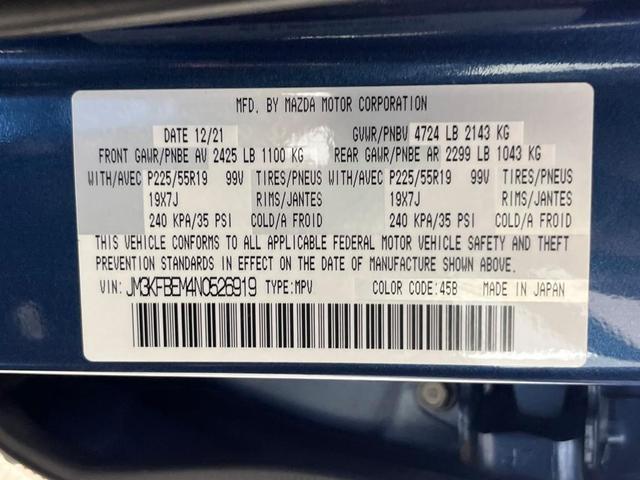 MFD. BY MAZDA MOTOR CORPORATION
DATE 12/21 GVWR/PNBV 4724 LB 2143 KG
FRONT GAWR/PNBE AV 2425 LB 1100 KG REAR GAWR/PNBE AR 2299 LB 1043 KG
WITH/AVEC P225/55R19 99V TIRES/PNEUS WITH/AVEC P225/55R19 99V TIRES/PNEUS
19X7J RIMS/JANTES 19X7J RIMS/JANTES
240 KPA/35 PSI COLD/A FROID 240 KPA/35 PSI COLD/A FROID
THIS VEHICLE CONFORMS TO ALL APPLICABLE FEDERAL MOTOR VEHICLE SAFETY AND THEFT
PREVENTION STANDARDS IN EFFECT ON THE DATE OF MANUFACTURE SHOWN ABOVE.
VIN: JM3KFBEM4N0526919 TYPE:MPV COLOR CODE:45B MADE IN JAPAN